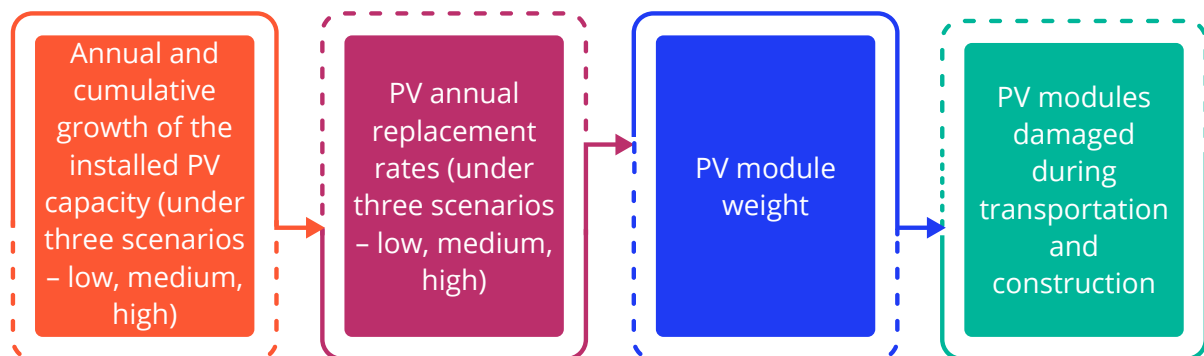 Annual and
cumulative
growth of the
installed PV
capacity (under
three scenarios
– low, medium,
high)
PV annual
replacement
rates (under
three scenarios
– low, medium,
high)
PV module
weight
PV modules
damaged
during
transportation
and
construction